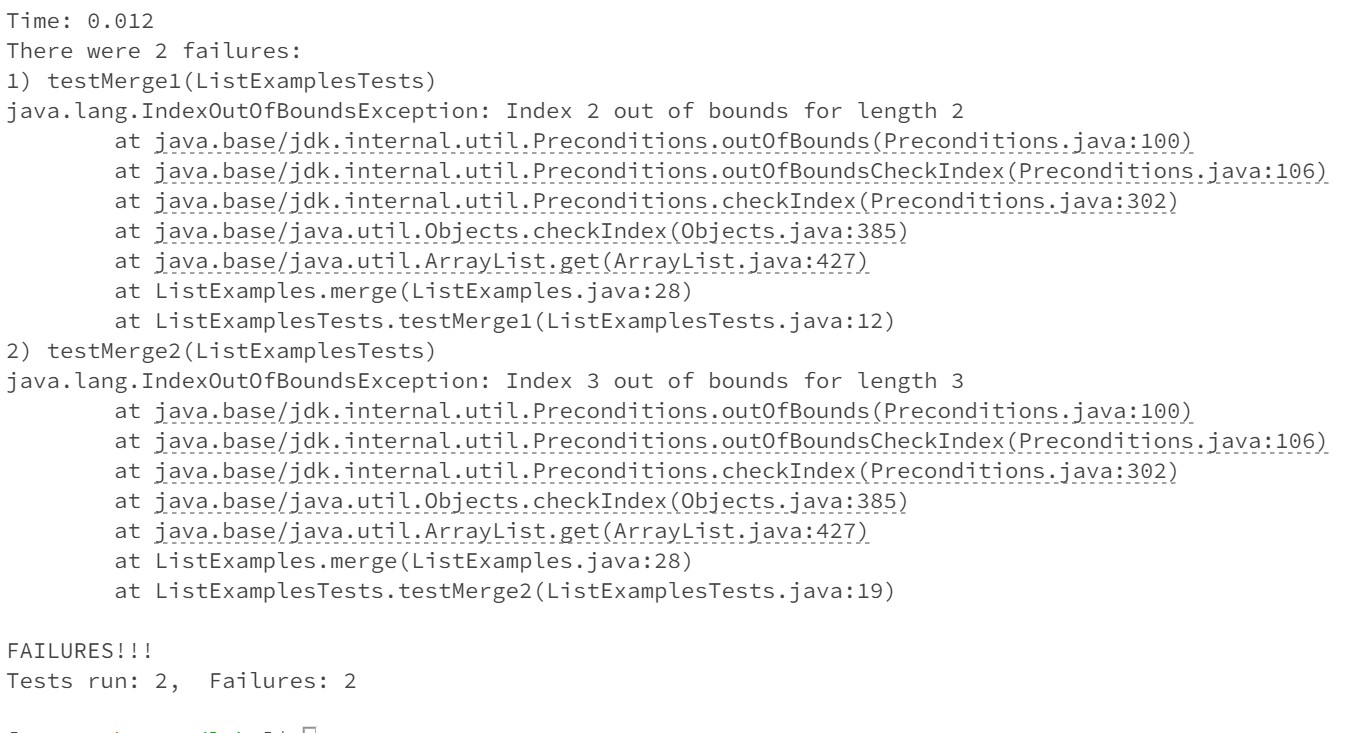 Time: 0.012
There were 2 failures:
1) testMerge1(ListExamplesTests)
java.lang.IndexOutOfBoundsException: Index 2 out of bounds for length 2
        at java.base/jdk.internal.util.Preconditions.outOfBounds(Preconditions.java:100)
        at java.base/jdk.internal.util.Preconditions.outOfBoundsCheckIndex(Preconditions.java:106)
        at java.base/jdk.internal.util.Preconditions.checkIndex(Preconditions.java:302)
        at java.base/java.util.Objects.checkIndex(Objects.java:385)
        at java.base/java.util.ArrayList.get(ArrayList.java:427)
        at ListExamples.merge(ListExamples.java:28)
        at ListExamplesTests.testMerge1(ListExamplesTests.java:12)
2) testMerge2(ListExamplesTests)
java.lang.IndexOutOfBoundsException: Index 3 out of bounds for length 3
        at java.base/jdk.internal.util.Preconditions.outOfBounds(Preconditions.java:100)
        at java.base/jdk.internal.util.Preconditions.outOfBoundsCheckIndex(Preconditions.java:106)
        at java.base/jdk.internal.util.Preconditions.checkIndex(Preconditions.java:302)
        at java.base/java.util.Objects.checkIndex(Objects.java:385)
        at java.base/java.util.ArrayList.get(ArrayList.java:427)
        at ListExamples.merge(ListExamples.java:28)
        at ListExamplesTests.testMerge2(ListExamplesTests.java:19)
FAILURES!!!
Tests run: 2,  Failures: 2